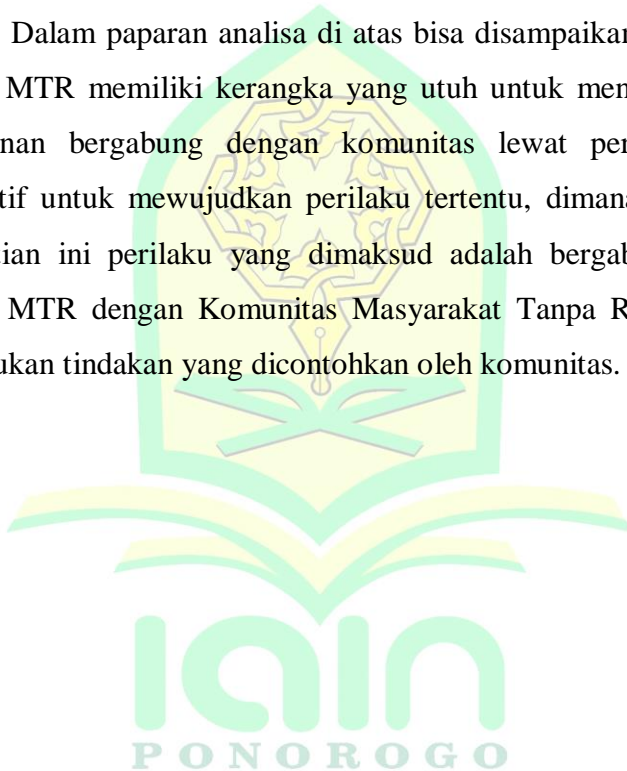 Dalam paparan analisa di atas bisa disampaikan
MTR memiliki kerangka yang utuh untuk men
nan bergabung dengan komunitas lewat per
tif untuk mewujudkan perilaku tertentu, dimana
ian ini perilaku yang dimaksud adalah bergab
MTR dengan Komunitas Masyarakat Tanpa R
ukan tindakan yang dicontohkan oleh komunitas.
iain
PONOROGO